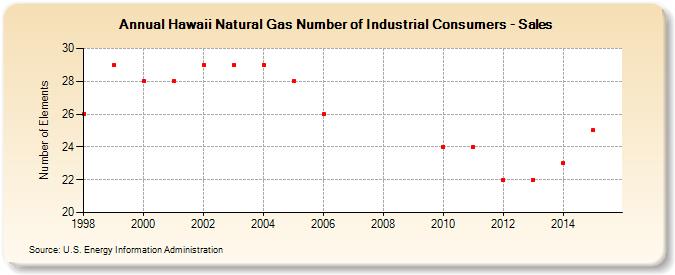 Annual Hawaii Natural Gas Number of Industrial Consumers - Sales
Number of Elements
30
28
26
24
22
20
1998 2000 2002 2004 2006 2008 2010 2012 2014
Source: U.S. Energy Information Administration